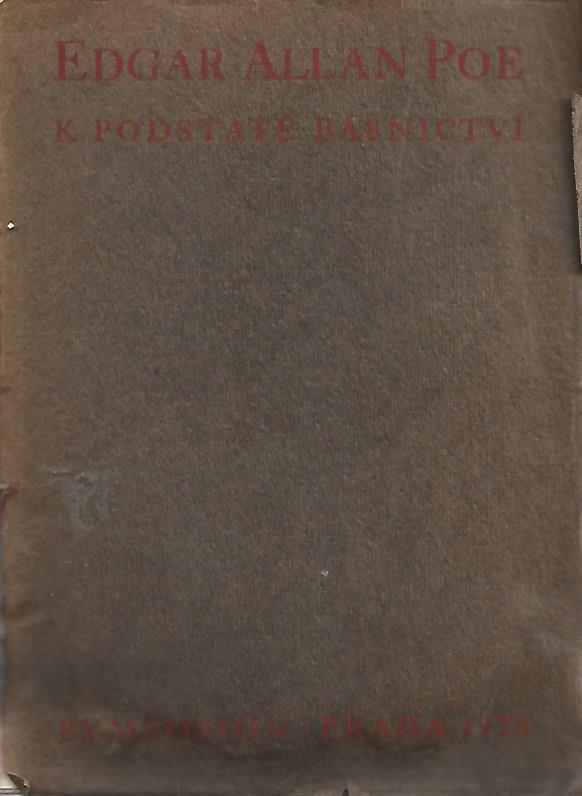 EDGAR ALLAN POE
K PODSTATĚ BÁSNICTVÍ
SYMPOSION - PRAHA 1928